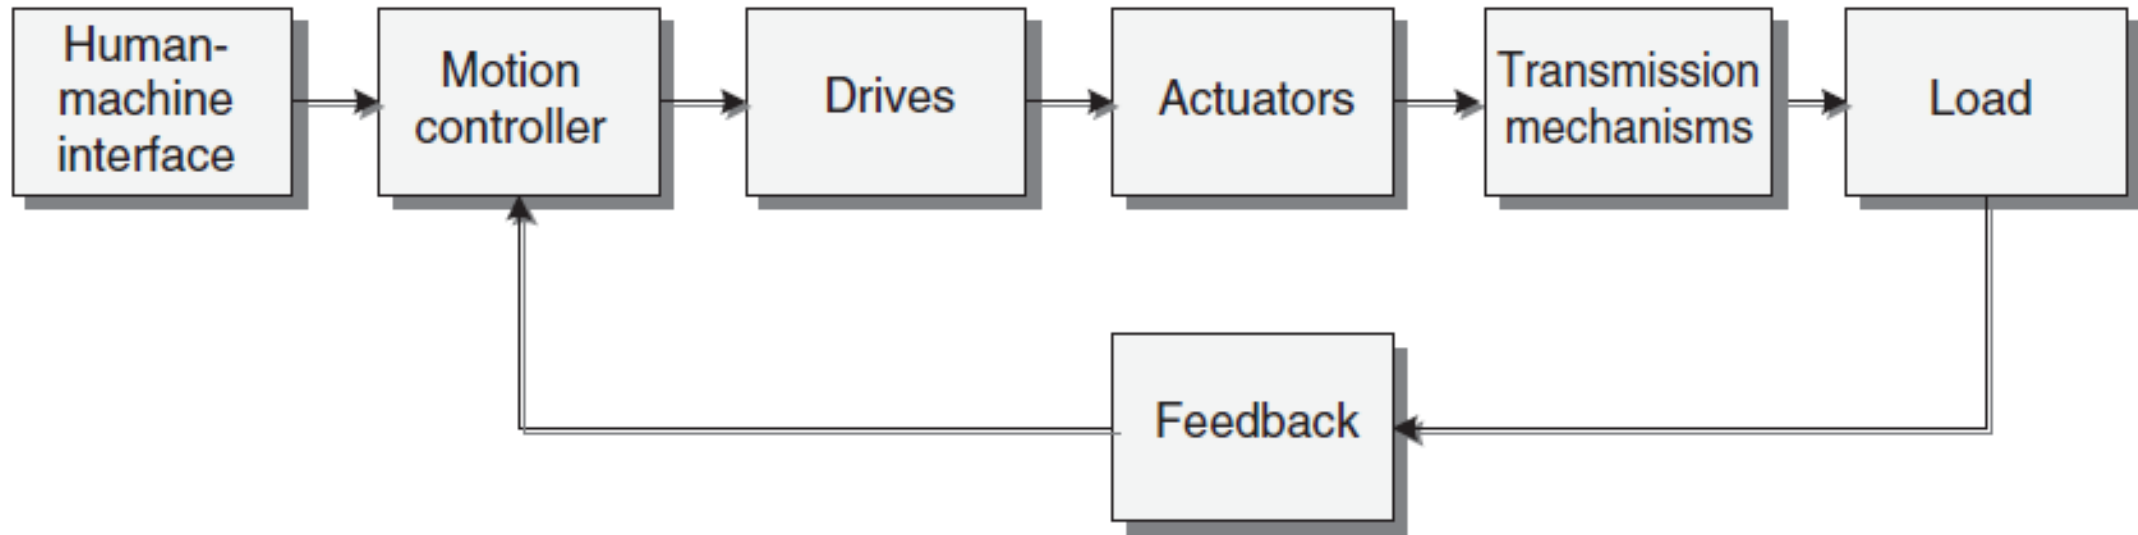 Human-
machine
interface
Motion
controller
Drives
Actuators
Transmission
mechanisms
Load
Feedback